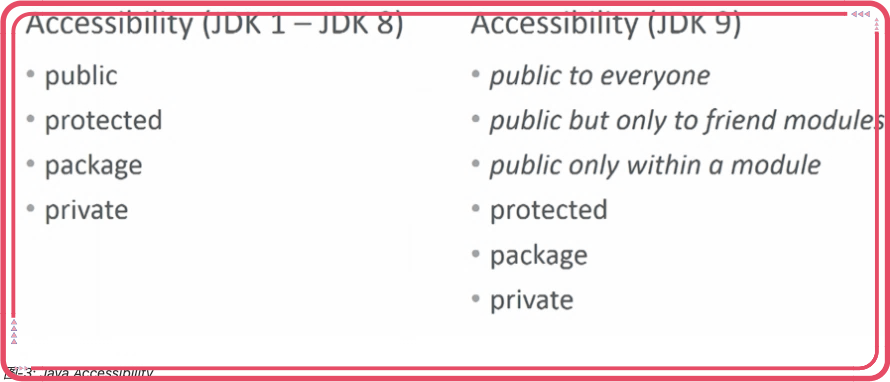 Accessibility (JDK 1 – JDK 8)
• public
• protected
• package
• private
Accessibility (JDK 9)
• public to everyone
• public but only to friend modules
• public only within a module
• protected
• package
• private
图-3: Java Accessibility